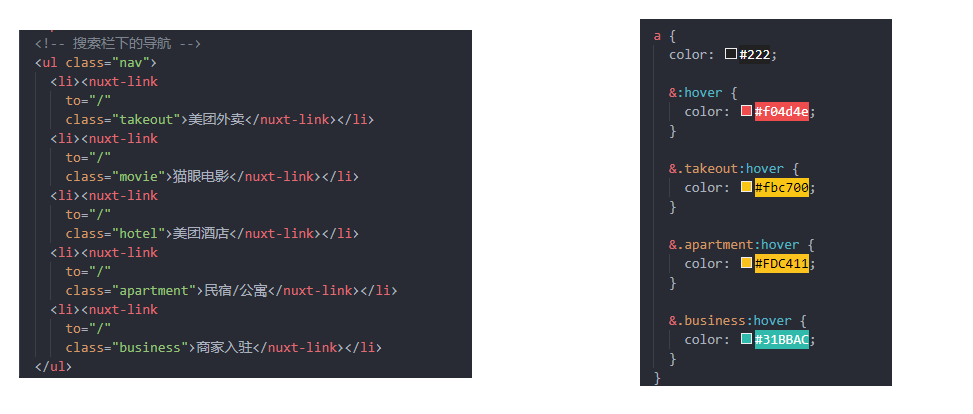 <!-- 搜索栏下的导航 -->
<ul class="nav">
<li><nuxt-link
to="/"
class="takeout">美团外卖</nuxt-link></li>
<li><nuxt-link
to="/"
class="movie">猫眼电影</nuxt-link></li>
<li><nuxt-link
to="/"
class="hotel">美团酒店</nuxt-link></li>
<li><nuxt-link
to="/"
class="apartment">民宿/公寓</nuxt-link></li>
<li><nuxt-link
to="/"
class="business">商家入驻</nuxt-link></li>
</ul>
a {
color: #222;
&:hover {
color: #f04d4e;
}
&.takeout:hover {
color: #fbc700;
}
&.apartment:hover {
color: #FDC411;
}
&.business:hover {
color: #31BBAC;
}
}